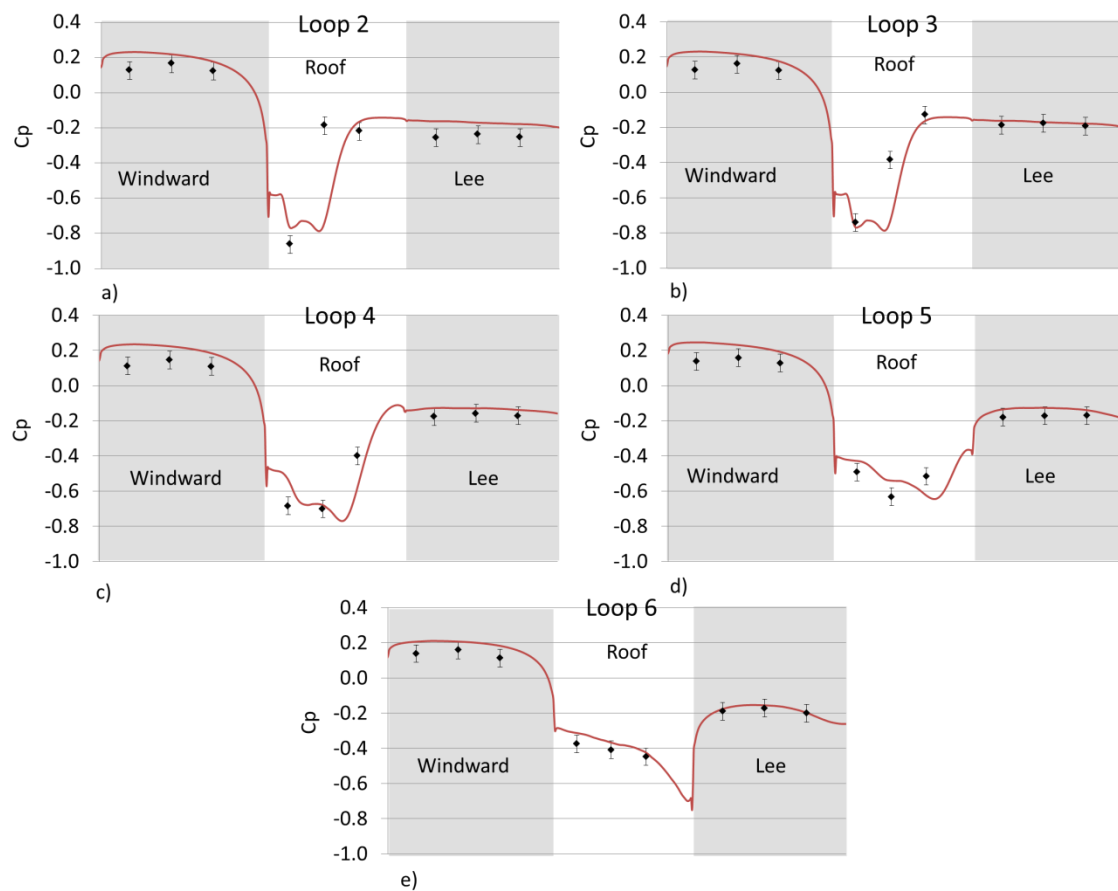 Loop 2
0.4
0.2
0.0
-0.2
-0.4
-0.6
-0.8
-1.0
Cp
Roof
Windward
Lee
a)
Loop 3
0.4
0.2
0.0
-0.2
-0.4
-0.6
-0.8
-1.0
Roof
Windward
Lee
b)
Loop 4
0.4
0.2
0.0
-0.2
-0.4
-0.6
-0.8
-1.0
Cp
Roof
Windward
Lee
c)
Loop 5
0.4
0.2
0.0
-0.2
-0.4
-0.6
-0.8
-1.0
Cp
Roof
Windward
Lee
d)
Loop 6
0.4
0.2
0.0
-0.2
-0.4
-0.6
-0.8
-1.0
Cp
Roof
Windward
Lee
e)